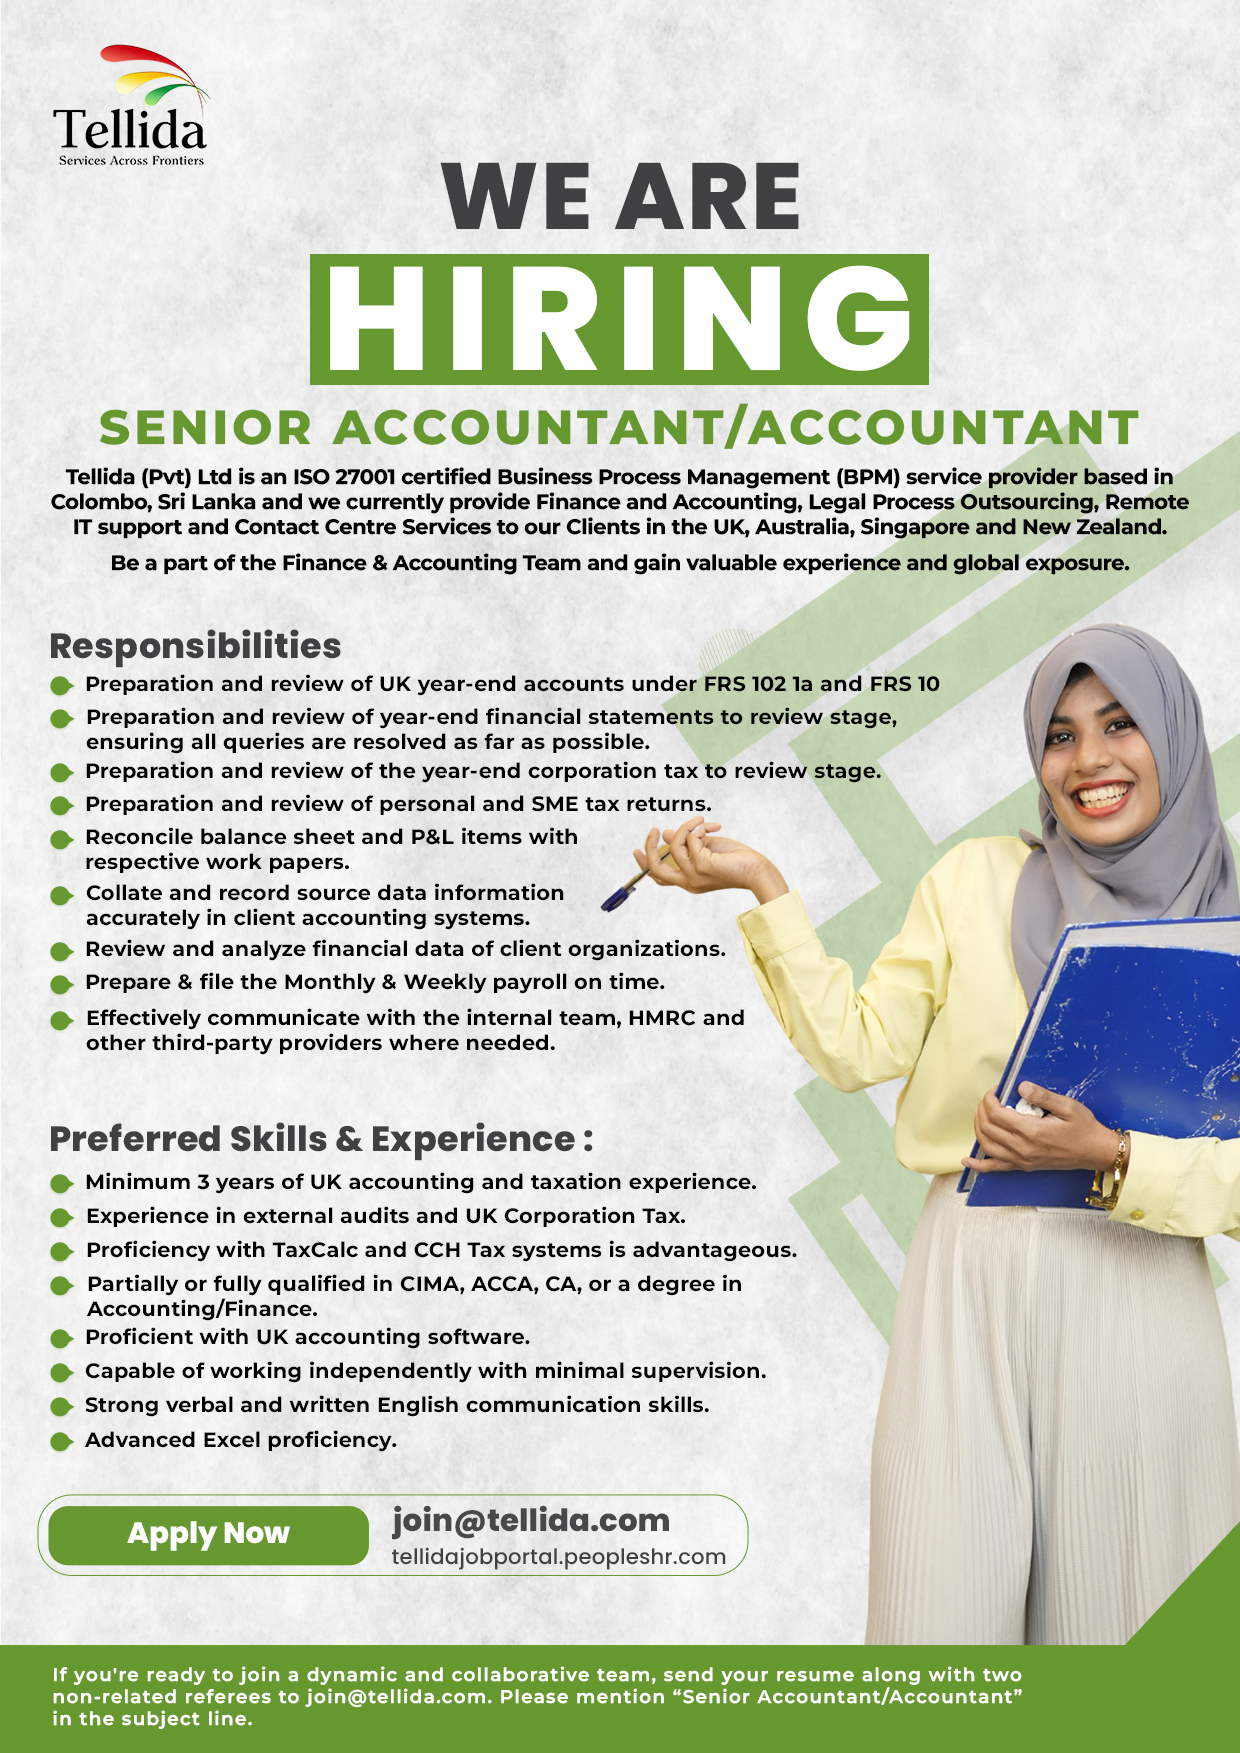 Tellida
Services Across Frontiers
WE ARE
HIRING
SENIOR ACCOUNTANT/ACCOUNTANT
Tellida (Pvt) Ltd is an ISO 27001 certified Business Process Management (BPM) service provider based in
Colombo, Sri Lanka and we currently provide Finance and Accounting, Legal Process Outsourcing, Remote
IT support and Contact Centre Services to our Clients in the UK, Australia, Singapore and New Zealand.
Be a part of the Finance & Accounting Team and gain valuable experience and global exposure.
Responsibilities
Preparation and review of UK year-end accounts under FRS 102 1a and FRS 10
Preparation and review of year-end financial statements to review stage,
ensuring all queries are resolved as far as possible.
Preparation and review of the year-end corporation tax to review stage.
Preparation and review of personal and SME tax returns.
Reconcile balance sheet and P&L items with
respective work papers.
Collate and record source data information
accurately in client accounting systems.
Review and analyze financial data of client organizations.
Prepare & file the Monthly & Weekly payroll on time.
Effectively communicate with the internal team, HMRC and
other third-party providers where needed.
Preferred Skills & Experience :
Minimum 3 years of UK accounting and taxation experience.
Experience in external audits and UK Corporation Tax.
Proficiency with TaxCalc and CCH Tax systems is advantageous.
Partially or fully qualified in CIMA, ACCA, CA, or a degree in
Accounting/Finance.
Proficient with UK accounting software.
Capable of working independently with minimal supervision.
Strong verbal and written English communication skills.
Advanced Excel proficiency.
Apply Now
join@tellida.com
tellidajobportal.peopleshr.com
If you're ready to join a dynamic and collaborative team, send your resume along with two
non-related referees to join@tellida.com. Please mention “Senior Accountant/Accountant”
in the subject line.